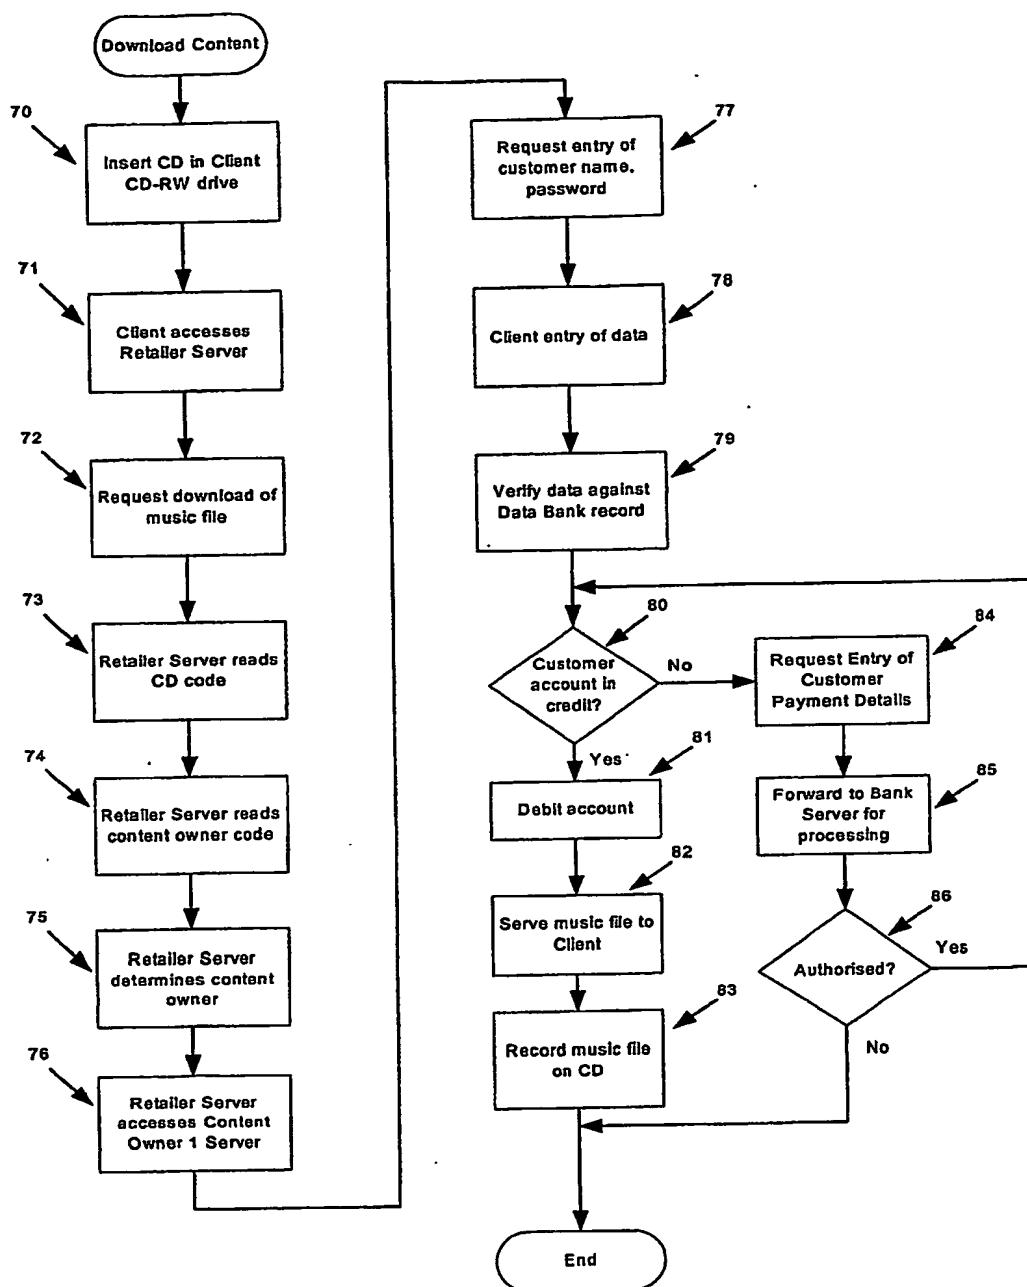 Download Content
70
Insert CD in Client
CD-RW drive
71
Client accesses
Retailer Server
72
Request download of
music file
73
Retailer Server reads
CD code
74
Retailer Server reads
content owner code
75
Retailer Server
determines content
owner
76
Retailer Server
accesses Content
Owner 1 Server
77
Request entry of
customer name,
password
78
Client entry of data
79
Verify data against
Data Bank record
80
Customer
account in
credit?
No
Yes
81
Debit account
82
Serve music file to
Client
83
Record music file
on CD
84
Request Entry of
Customer
Payment Details
85
Forward to Bank
Server for
processing
86
Authorised?
Yes
No
End